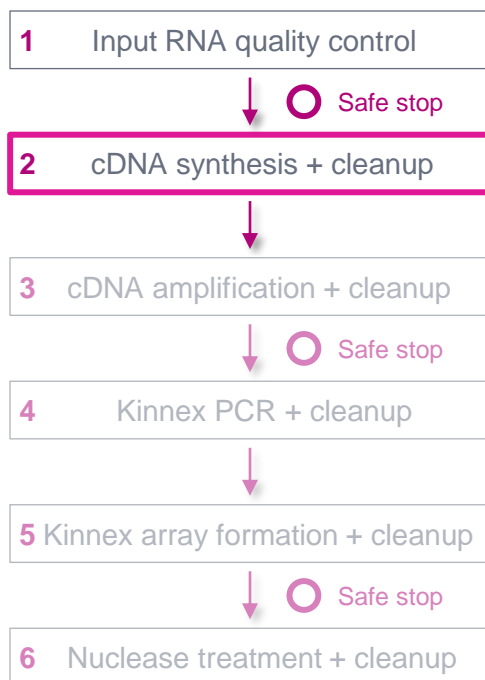 1 Input RNA quality control
Safe stop
2 cDNA synthesis + cleanup
3 cDNA amplification + cleanup
Safe stop
4 Kinnex PCR + cleanup
5 Kinnex array formation + cleanup
Safe stop
6 Nuclease treatment + cleanup